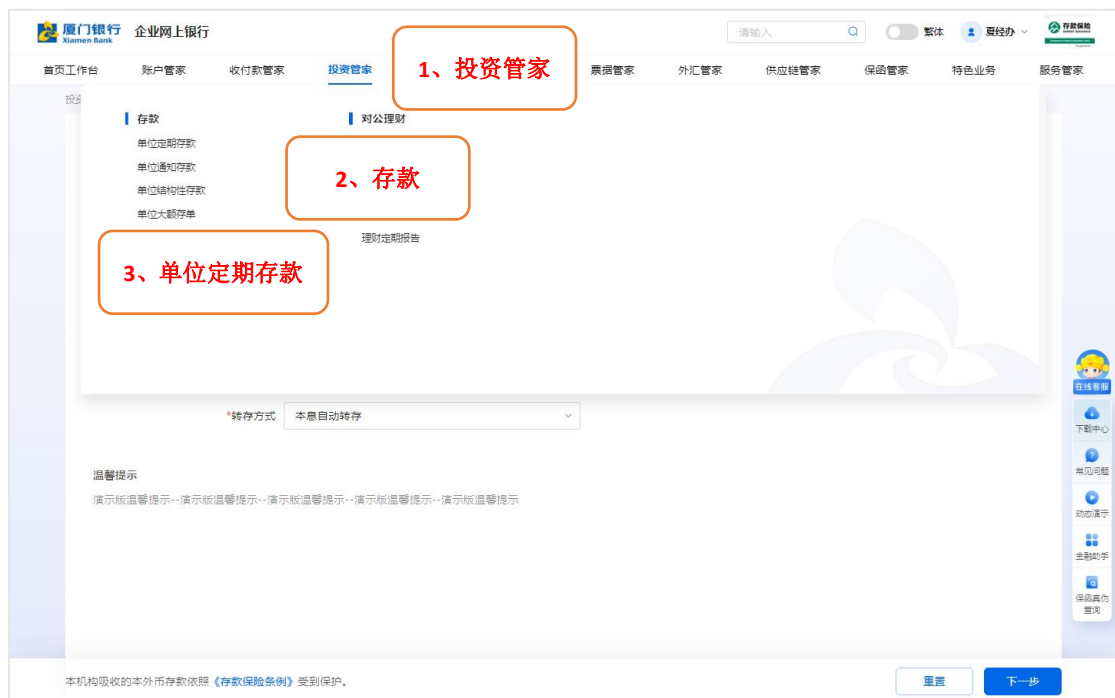 厦门银行
Xiamen Bank
企业网上银行
请输入
繁体
夏经办
存款保险
首页工作台
账户管家
收付款管家
投资管家
1、投资管家
票据管家
外汇管家
供应链管家
保函管家
特色业务
服务管家
存款
对公理财
单位定期存款
单位通知存款
单位结构性存款
单位大额存单
2、存款
理财定期报告
3、单位定期存款
*转存方式
本息自动转存
温馨提示
演示版温馨提示--演示版温馨提示--演示版温馨提示--演示版温馨提示--演示版温馨提示
在线客服
下载中心
常见问题
动态演示
金融助手
保函真伪
查询
本机构吸收的本外币存款依照《存款保险条例》受到保护。
重置
下一步